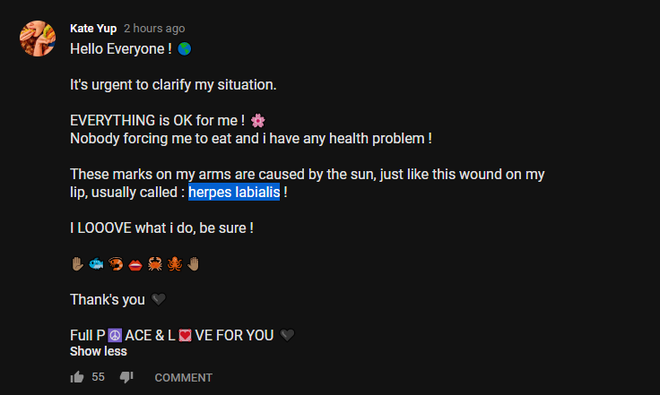 Kate Yup 2 hours ago
Hello Everyone ! 🌏
It's urgent to clarify my situation.
EVERYTHING is OK for me ! 🌸
Nobody forcing me to eat and i have any health problem !
These marks on my arms are caused by the sun, just like this wound on my
lip, usually called : herpes labialis !
I LOOOVE what i do, be sure !
✋🏽 🐟 🦐 👄 🦀 🐙 🤚🏽
Thank's you 🖤
Full P ☮️ ACE & L 💟 VE FOR YOU 🖤
Show less
55 COMMENT